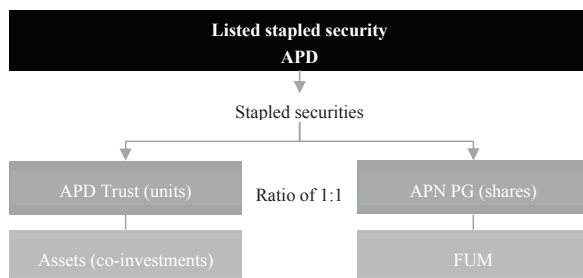 Listed stapled security
APD
Stapled securities
APD Trust (units)
Ratio of 1:1
APN PG (shares)
Assets (co-investments)
FUM